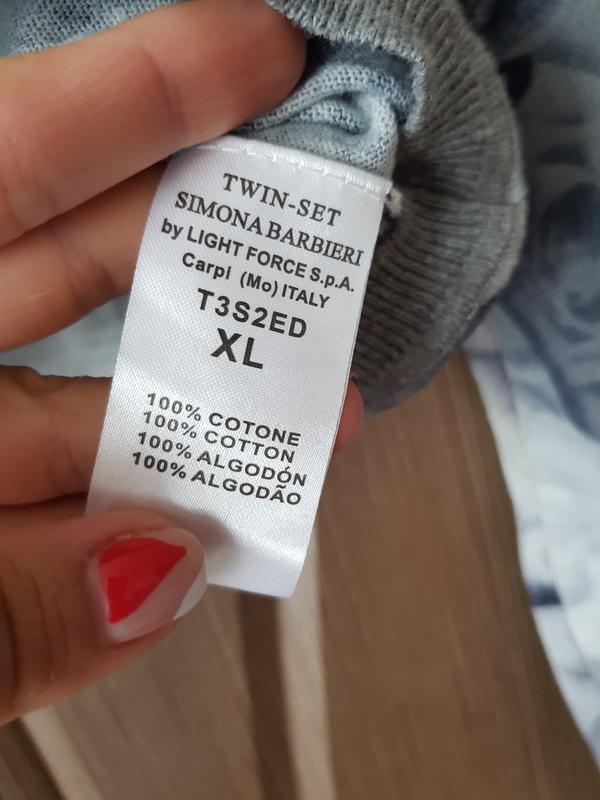 TWIN-SET
SIMONA BARBIERI
by LIGHT FORCE S.p.A.
Carpi (Mo) ITALY
T3S2ED
XL
100% COTONE
100% COTTON
100% ALGODÓN
100% ALGODÃO